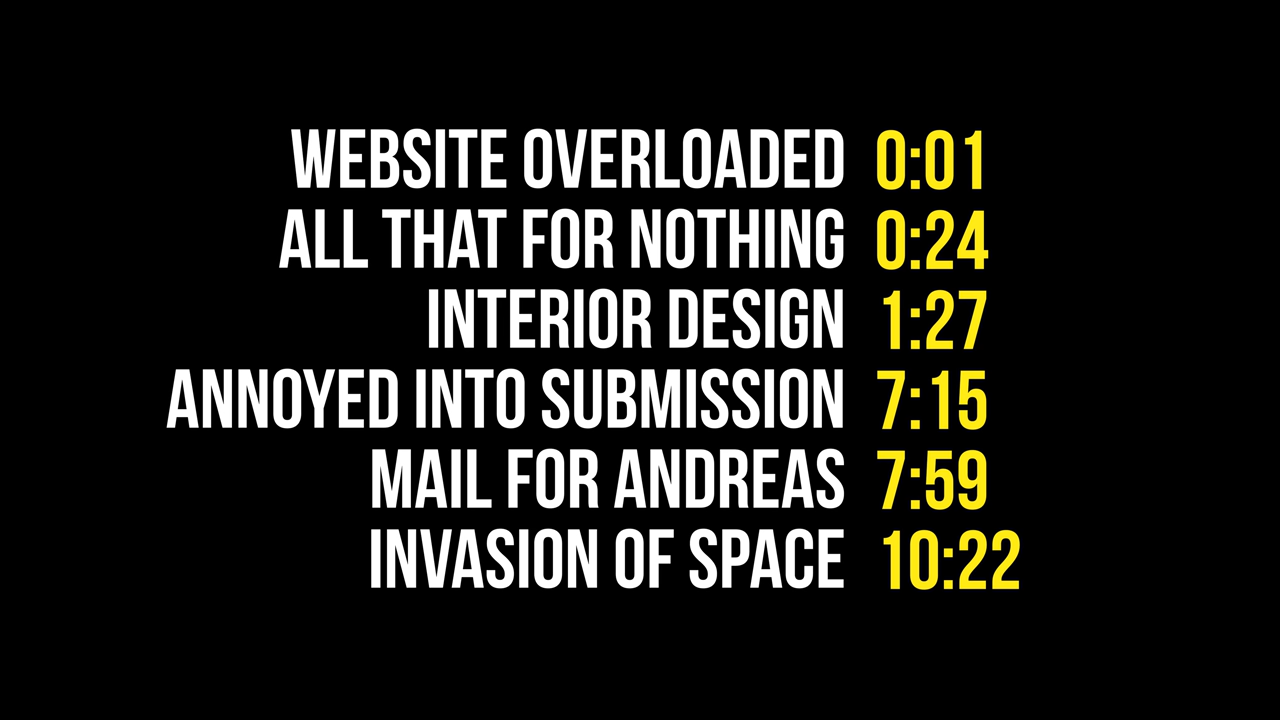 WEBSITE OVERLOADED 0:01
ALL THAT FOR NOTHING 0:24
INTERIOR DESIGN 1:27
ANNOYED INTO SUBMISSION 7:15
MAIL FOR ANDREAS 7:59
INVASION OF SPACE 10:22